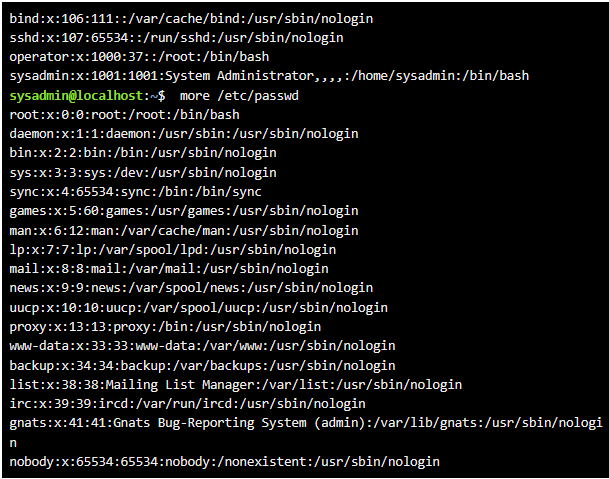 bind:x:106:111::/var/cache/bind:/usr/sbin/nologin
sshd:x:107:65534::/run/sshd:/usr/sbin/nologin
operator:x:1000:37::/root:/bin/bash
sysadmin:x:1001:1001:System Administrator,,,,:/home/sysadmin:/bin/bash
sysadmin@localhost:~$  more /etc/passwd
root:x:0:0:root:/root:/bin/bash
daemon:x:1:1:daemon:/usr/sbin:/usr/sbin/nologin
bin:x:2:2:bin:/bin:/usr/sbin/nologin
sys:x:3:3:sys:/dev:/usr/sbin/nologin
sync:x:4:65534:sync:/bin:/bin/sync
games:x:5:60:games:/usr/games:/usr/sbin/nologin
man:x:6:12:man:/var/cache/man:/usr/sbin/nologin
lp:x:7:7:lp:/var/spool/lpd:/usr/sbin/nologin
mail:x:8:8:mail:/var/mail:/usr/sbin/nologin
news:x:9:9:news:/var/spool/news:/usr/sbin/nologin
uucp:x:10:10:uucp:/var/spool/uucp:/usr/sbin/nologin
proxy:x:13:13:proxy:/bin:/usr/sbin/nologin
www-data:x:33:33:www-data:/var/www:/usr/sbin/nologin
backup:x:34:34:backup:/var/backups:/usr/sbin/nologin
list:x:38:38:Mailing List Manager:/var/list:/usr/sbin/nologin
irc:x:39:39:ircd:/var/run/ircd:/usr/sbin/nologin
gnats:x:41:41:Gnats Bug-Reporting System (admin):/var/lib/gnats:/usr/sbin/nologi
n
nobody:x:65534:65534:nobody:/nonexistent:/usr/sbin/nologin